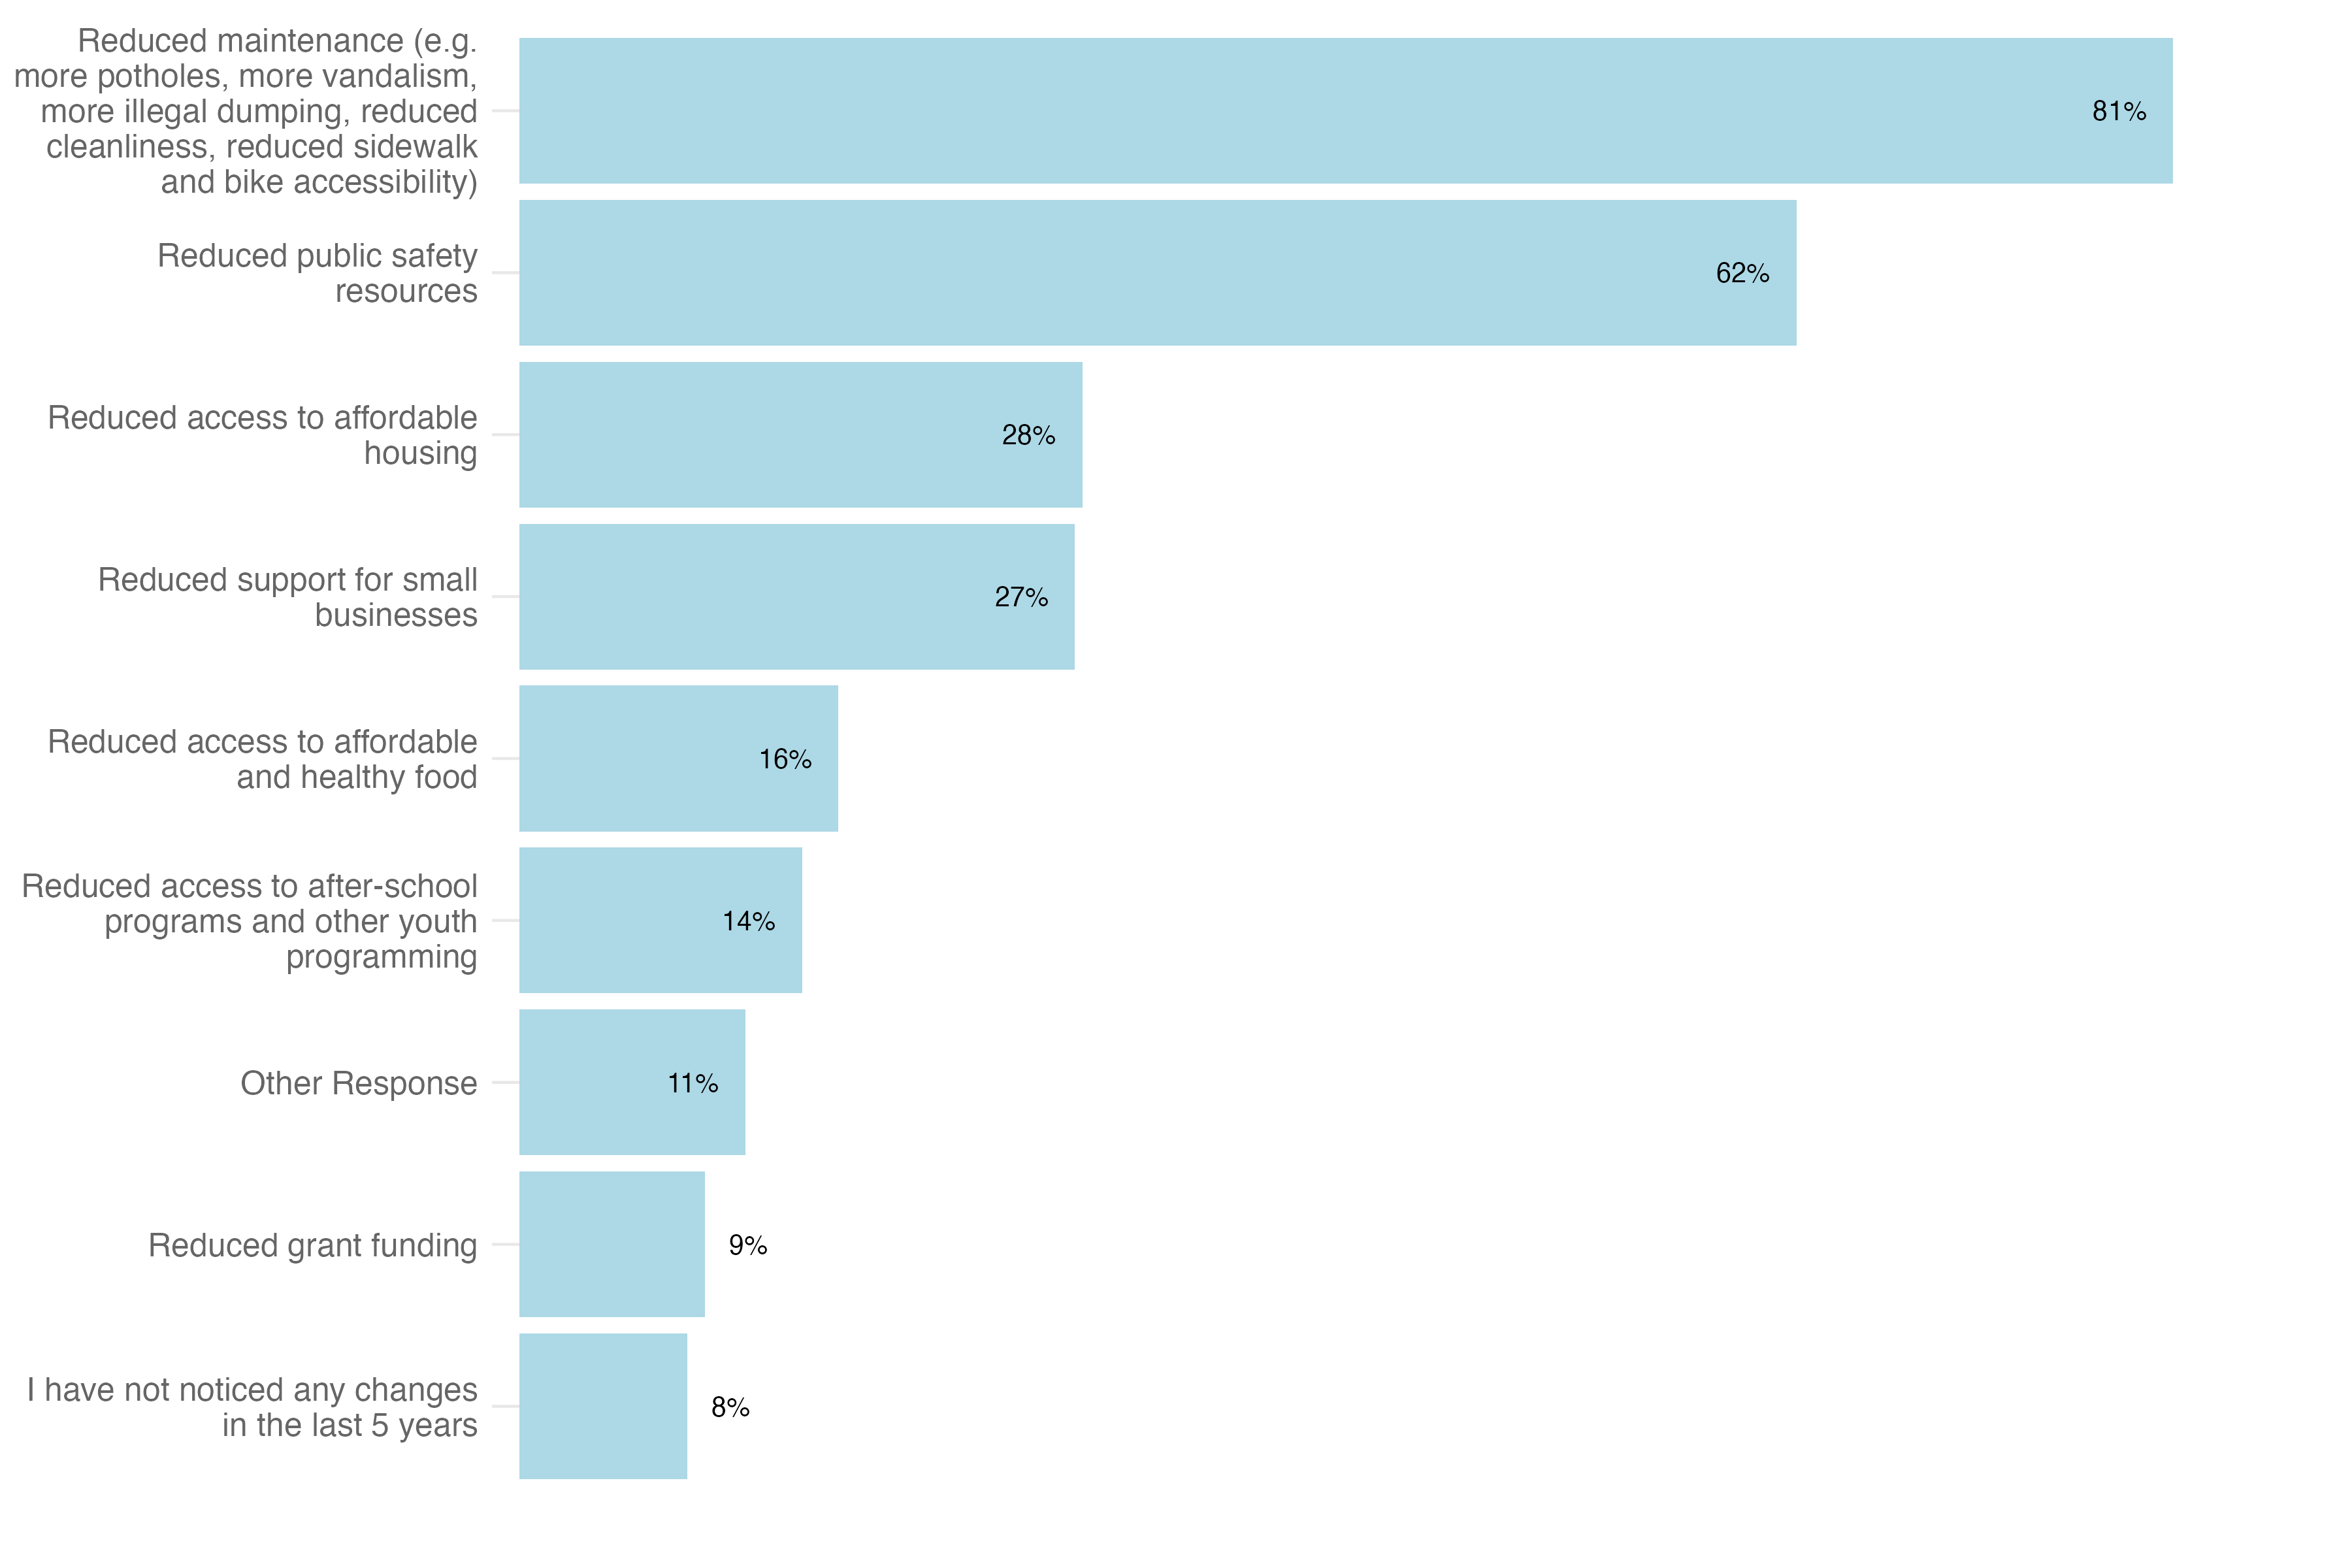 Reduced maintenance (e.g.
more potholes, more vandalism,
more illegal dumping, reduced
cleanliness, reduced sidewalk
and bike accessibility)
81%
Reduced public safety
resources
62%
Reduced access to affordable
housing
28%
Reduced support for small
businesses
27%
Reduced access to affordable
and healthy food
16%
Reduced access to after-school
programs and other youth
programming
14%
Other Response
11%
Reduced grant funding
9%
I have not noticed any changes
in the last 5 years
8%